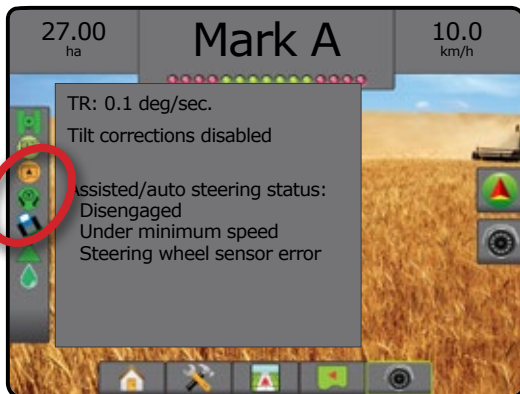 27.00
ha
Mark A
10.0
km/h
TR: 0.1 deg/sec.
Tilt corrections disabled
Assisted/auto steering status:
Disengaged
Under minimum speed
Steering wheel sensor error